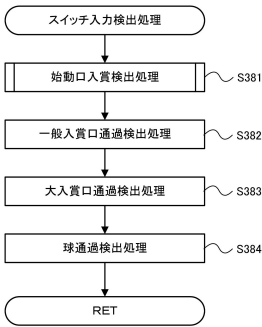 スイッチ入力検出処理
始動口入賞検出処理
S381
一般入賞口通過検出処理
S382
大入賞口通過検出処理
S383
球通過検出処理
S384
RET